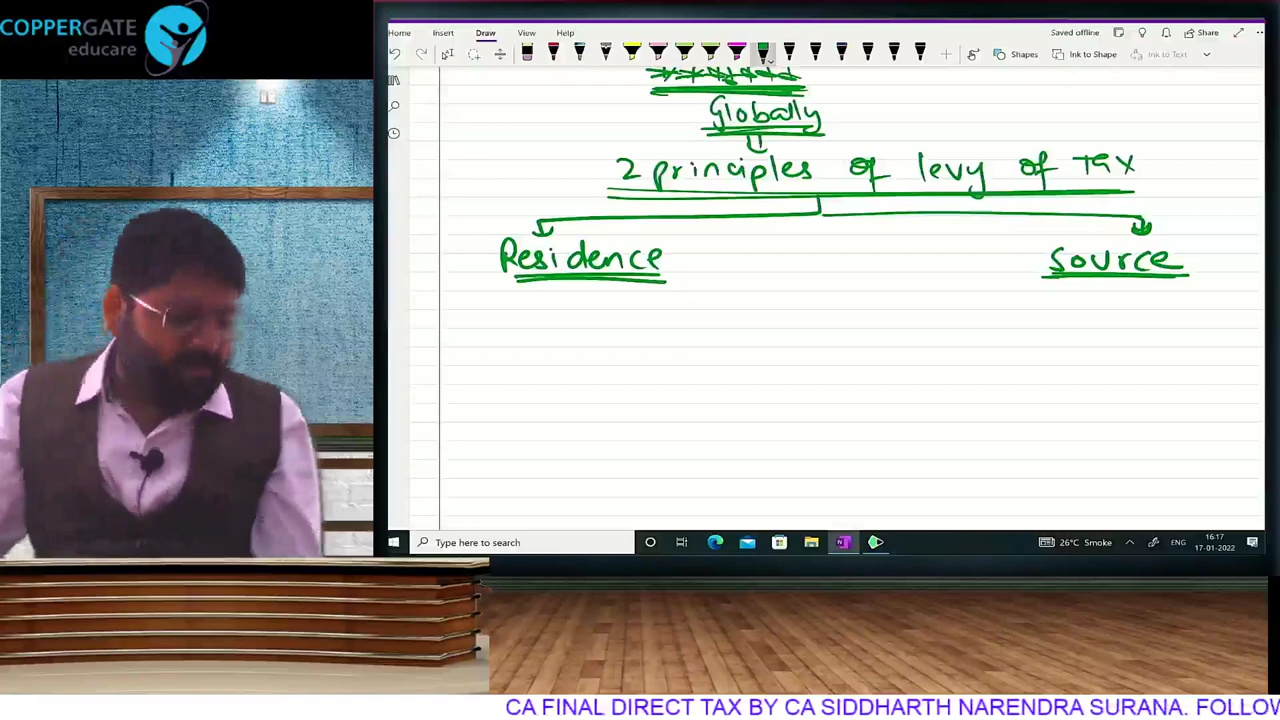 COPPERGATE
educare
Home Insert Draw View Help
Saved offline
Share
Shapes
Ink to Shape
Ink to Text
Globally
2 principles of levy of Tax
Residence
Source
Type here to search
26°C Smoke
ENG
16:17
17-01-2022
CA FINAL DIRECT TAX BY CA SIDDHARTH NARENDRA SURANA. FOLLOW